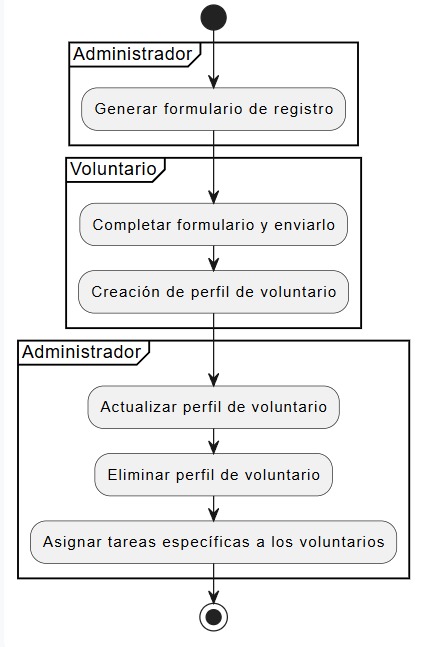 Administrador
Generar formulario de registro
Voluntario
Completar formulario y enviarlo
Creación de perfil de voluntario
Administrador
Actualizar perfil de voluntario
Eliminar perfil de voluntario
Asignar tareas específicas a los voluntarios